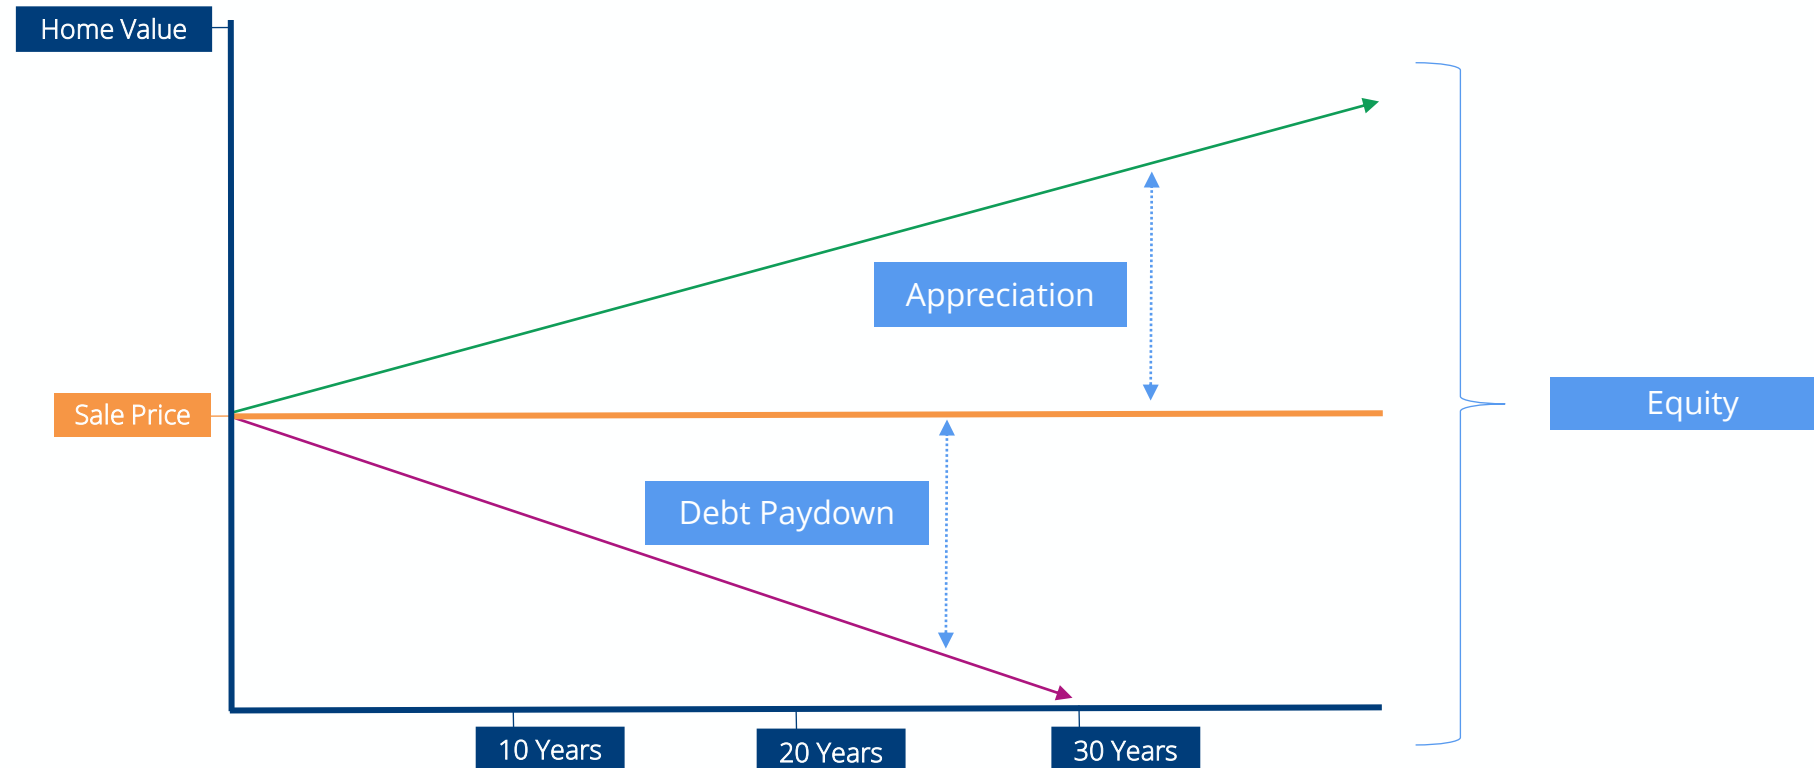 Home Value
Appreciation
Sale Price
Equity
Debt Paydown
10 Years
20 Years
30 Years